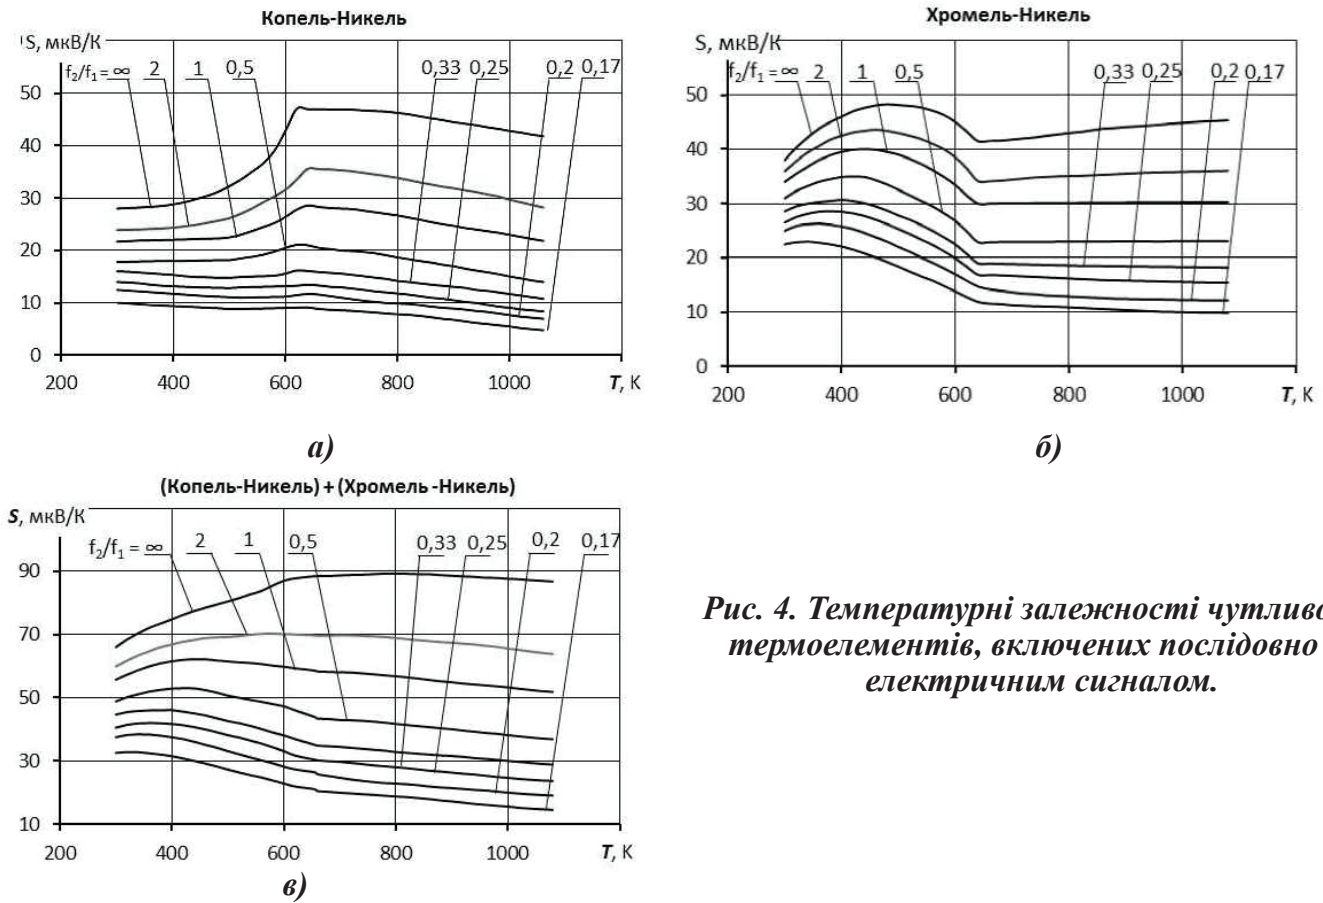 Копель-Никель
S, мкВ/К
f₂/f₁ = ∞ 2 1 0,5 0,33 0,25 0,2 0,17
50
40
30
20
10
0
200 400 600 800 1000 T, К
а)
Хромель-Никель
S, мкВ/К
f₂/f₁ = ∞ 2 1 0,5 0,33 0,25 0,2 0,17
50
40
30
20
10
0
200 400 600 800 1000 T, К
б)
(Копель-Никель) + (Хромель -Никель)
S, мкВ/К
f₂/f₁ = ∞ 2 1 0,5 0,33 0,25 0,2 0,17
90
70
50
30
10
200 400 600 800 1000 T, К
в)
Рис. 4. Температурні залежності
термоелементів, включених послідовно
електричним сигналом.